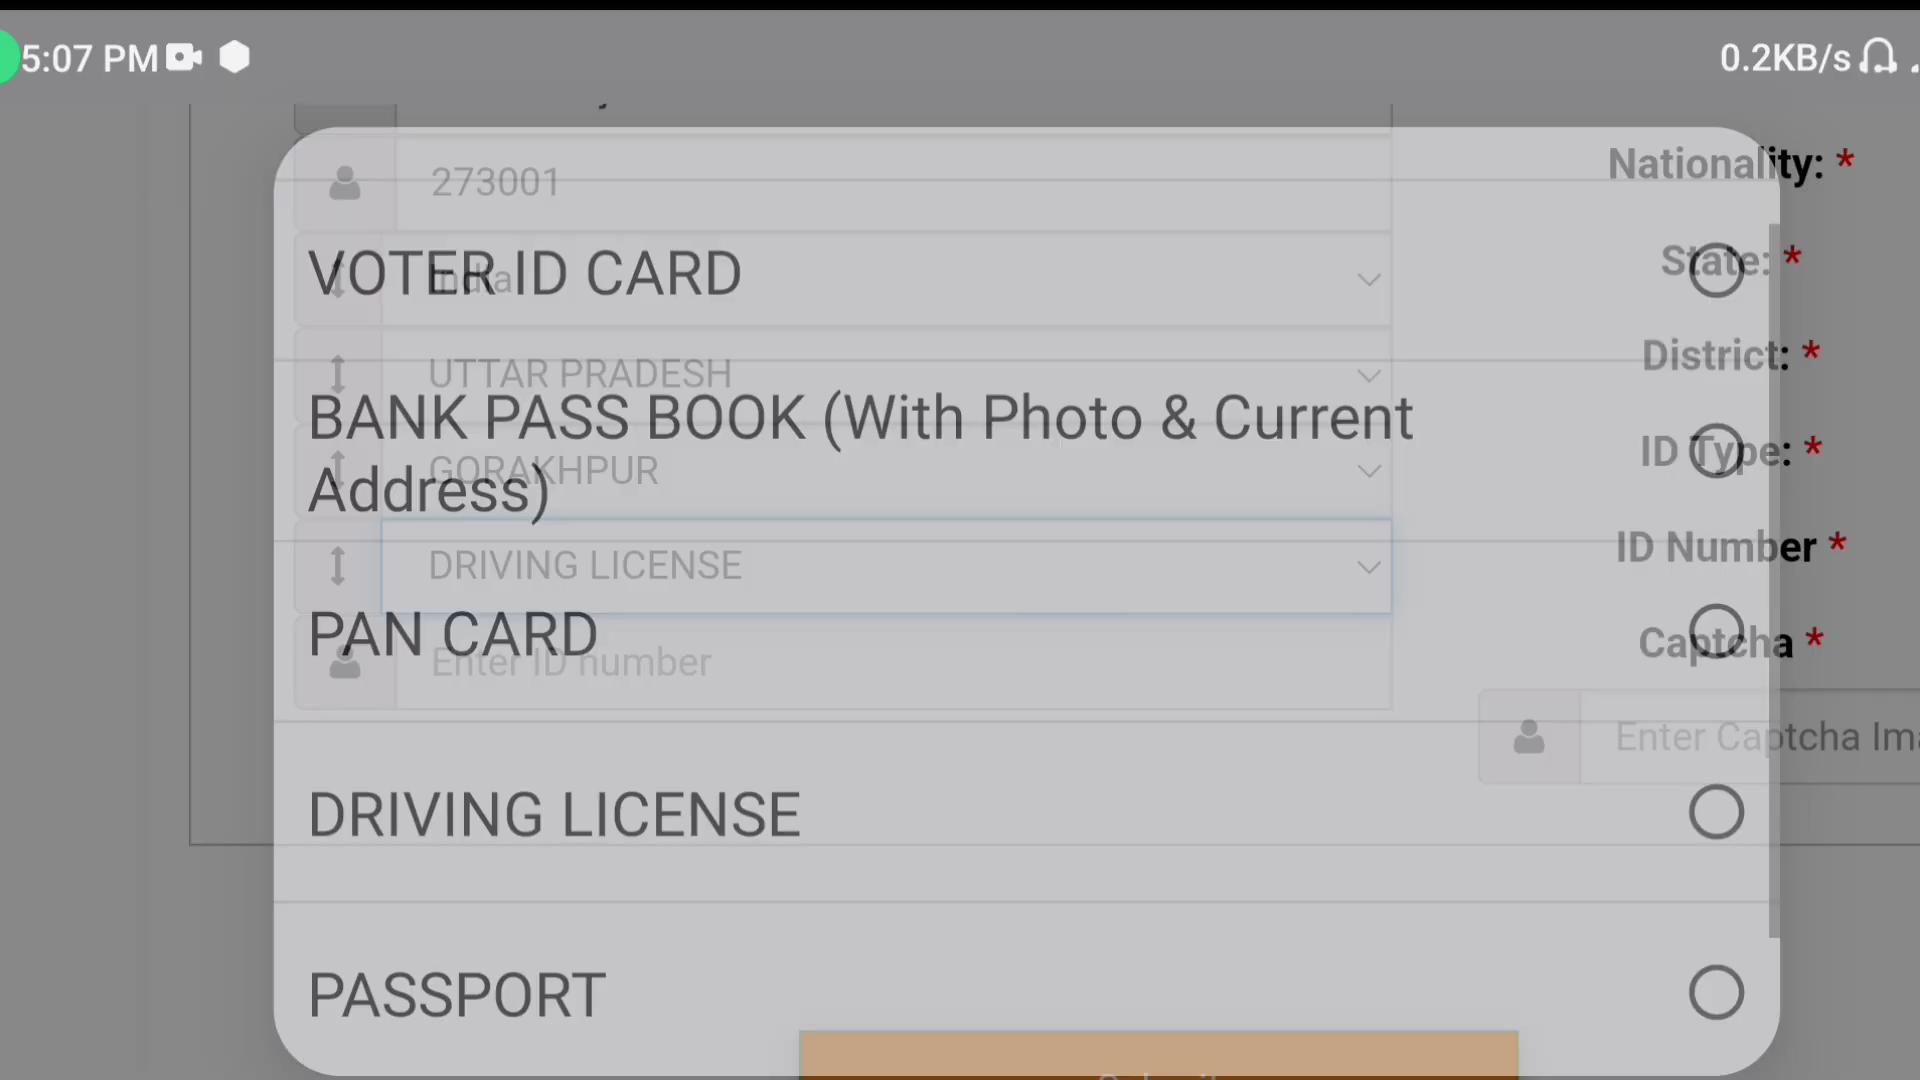 5:07 PM
0.2KB/s
273001
Nationality: *
VOTER ID CARD
India
State: *
UTTAR PRADESH
District: *
BANK PASS BOOK (With Photo & Current
Address)
GORAKHPUR
ID Type: *
DRIVING LICENSE
ID Number *
PAN CARD
Enter ID number
Captcha *
Enter Captcha Ima
DRIVING LICENSE
PASSPORT